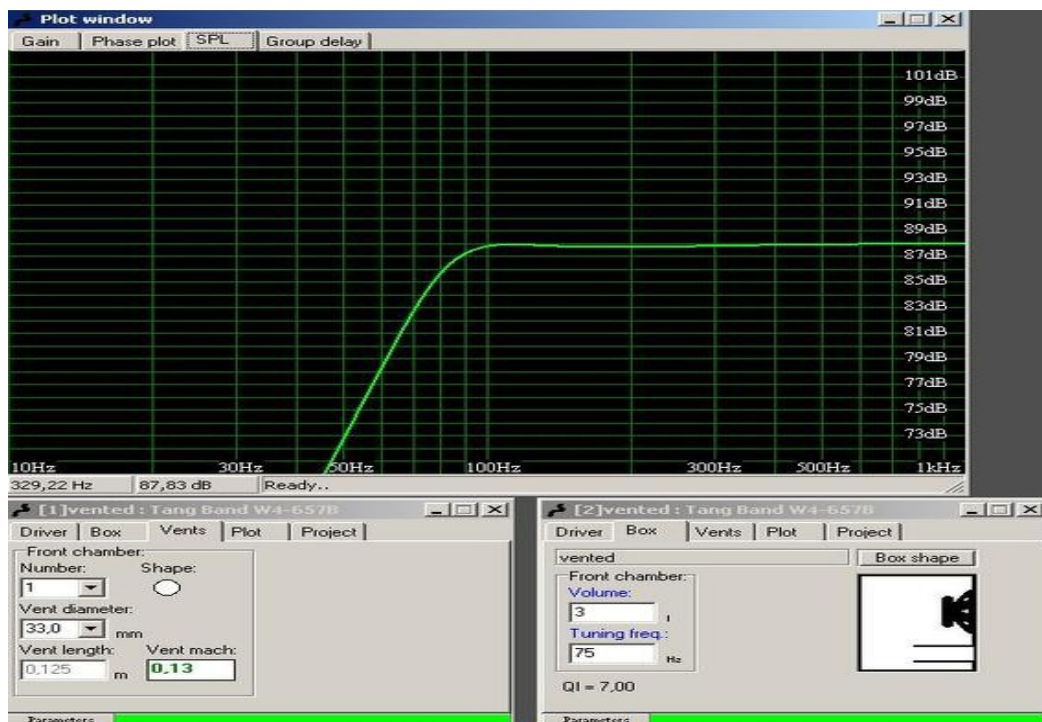 Plot window
Gain Phase plot SPL Group delay
101dB
99dB
97dB
95dB
93dB
91dB
89dB
87dB
85dB
83dB
81dB
79dB
77dB
75dB
73dB
10Hz 30Hz 50Hz 100Hz 300Hz 500Hz 1kHz
329,22 Hz 87,83 dB Ready..
[1]vented : Tang Band W4-657B
Driver Box Vents Plot Project
Front chamber:
Number: Shape:
1
Vent diameter:
33,0 mm
Vent length: Vent mach:
0,125 m 0,13
Parameters
[2]vented : Tang Band W4-657B
Driver Box Vents Plot Project
vented Box shape
Front chamber:
Volume:
3 l
Tuning freq.:
75 Hz
Ql = 7,00
Parameters